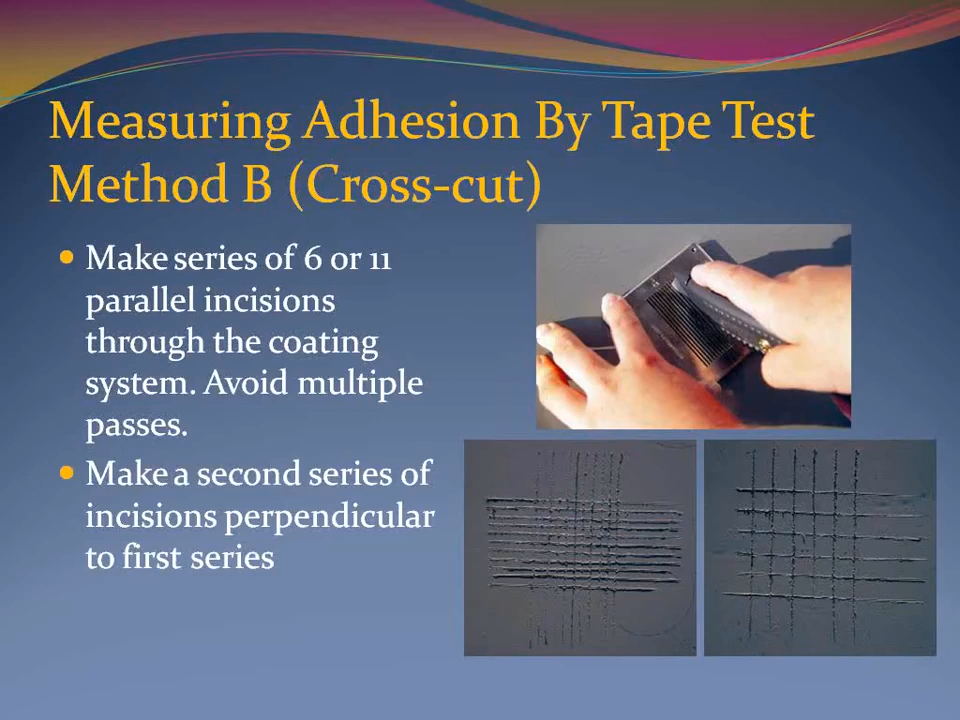 Measuring Adhesion By Tape Test
Method B (Cross-cut)
Make series of 6 or 11
parallel incisions
through the coating
system. Avoid multiple
passes.
Make a second series of
incisions perpendicular
to first series